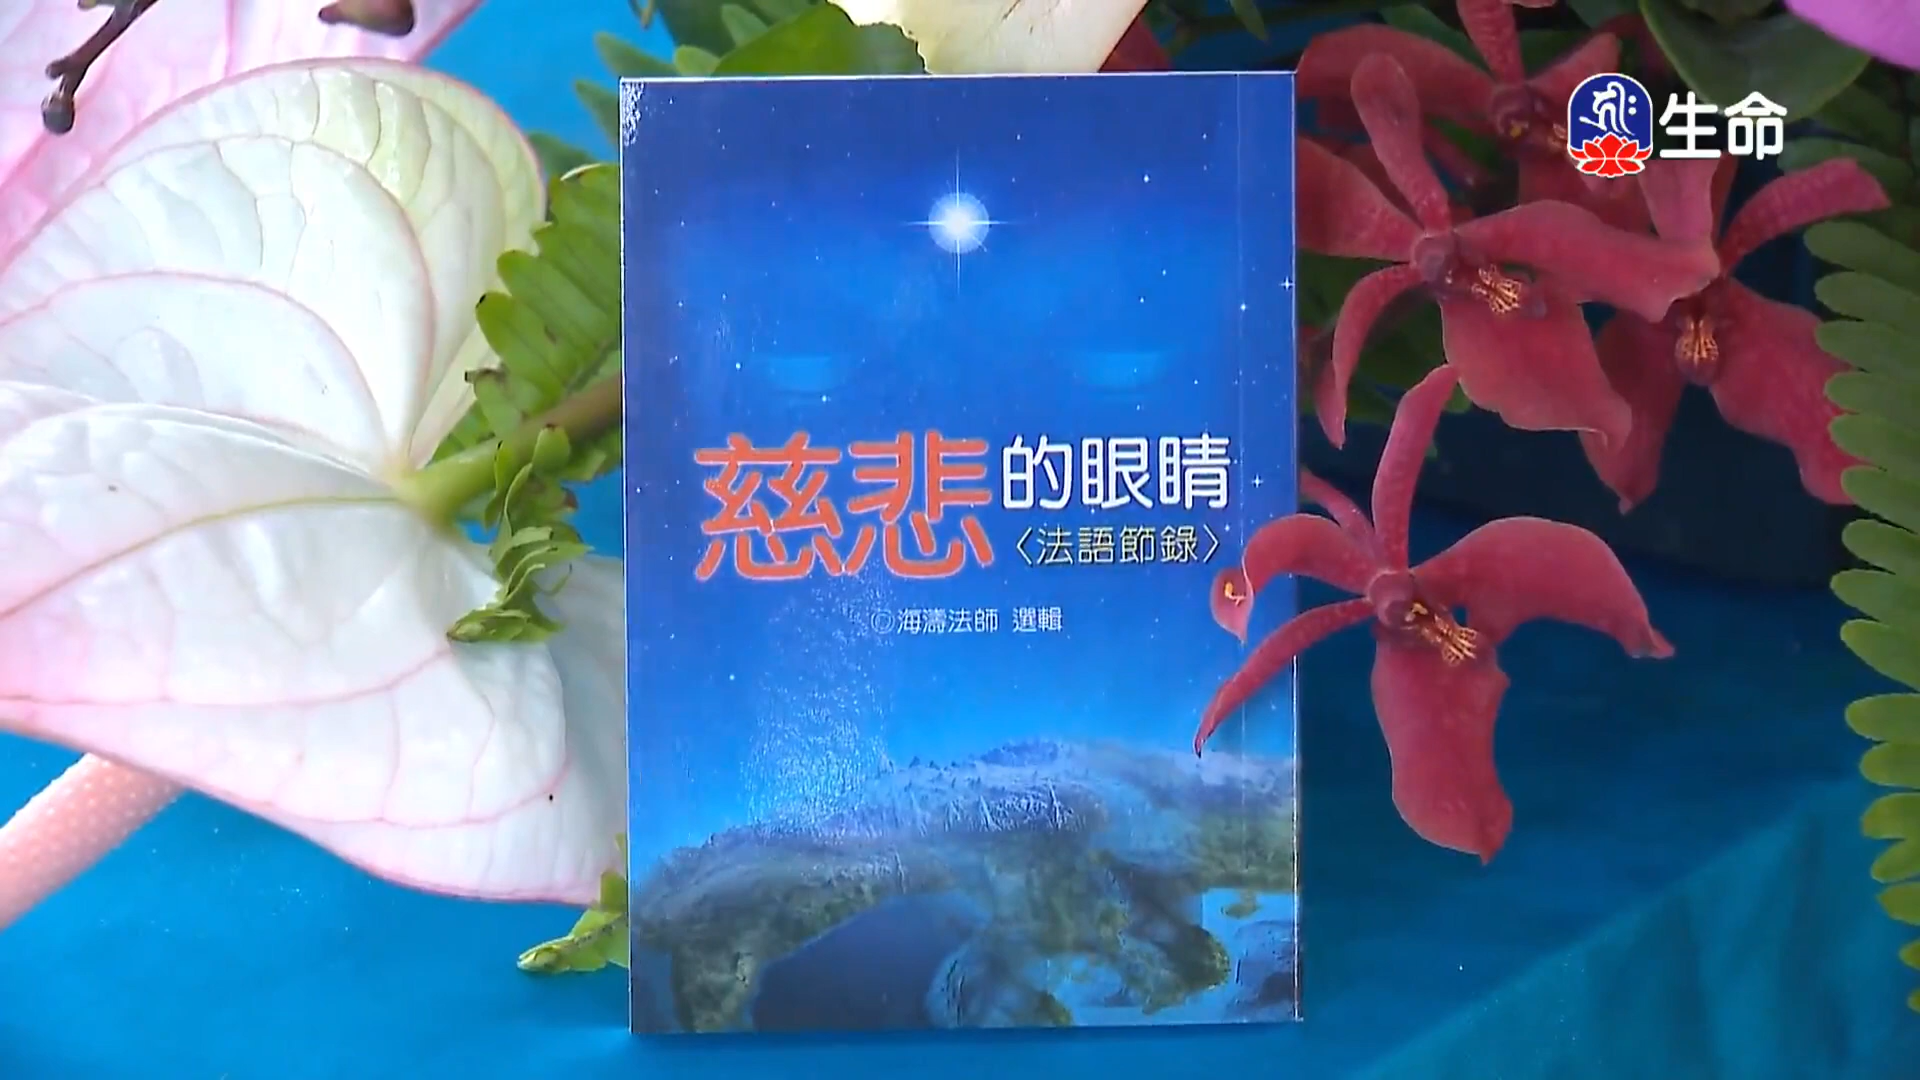 生命
慈悲的眼睛
〈法語節錄〉
◎海濤法師 選輯